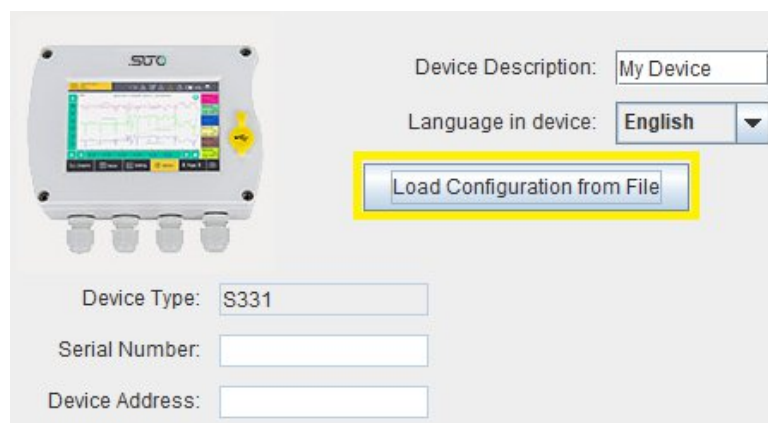 SUTO
Device Description: My Device
Language in device: English
Load Configuration from File
Device Type: S331
Serial Number:
Device Address: